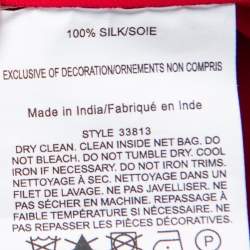 100% SILK/SOIE
EXCLUSIVE OF DECORATION/ORNEMENTS NON COMPRIS
Made in India/Fabriqué en Inde
STYLE 33813
DRY CLEAN. CLEAN INSIDE NET BAG. DO
NOT BLEACH. DO NOT TUMBLE DRY. COOL
IRON IF NECESSARY. DO NOT IRON TRIMS.
NETTOYAGE À SEC. NETTOYAGE DANS UN
FILET DE LAVAGE. NE PAS JAVELLISER. NE
PAS SÉCHER EN MACHINE. REPASSAGE À
FAIBLE TEMPÉRATURE SI NÉCESSAIRE. NE
PAS REPASSER LES DÉCORATIONS.